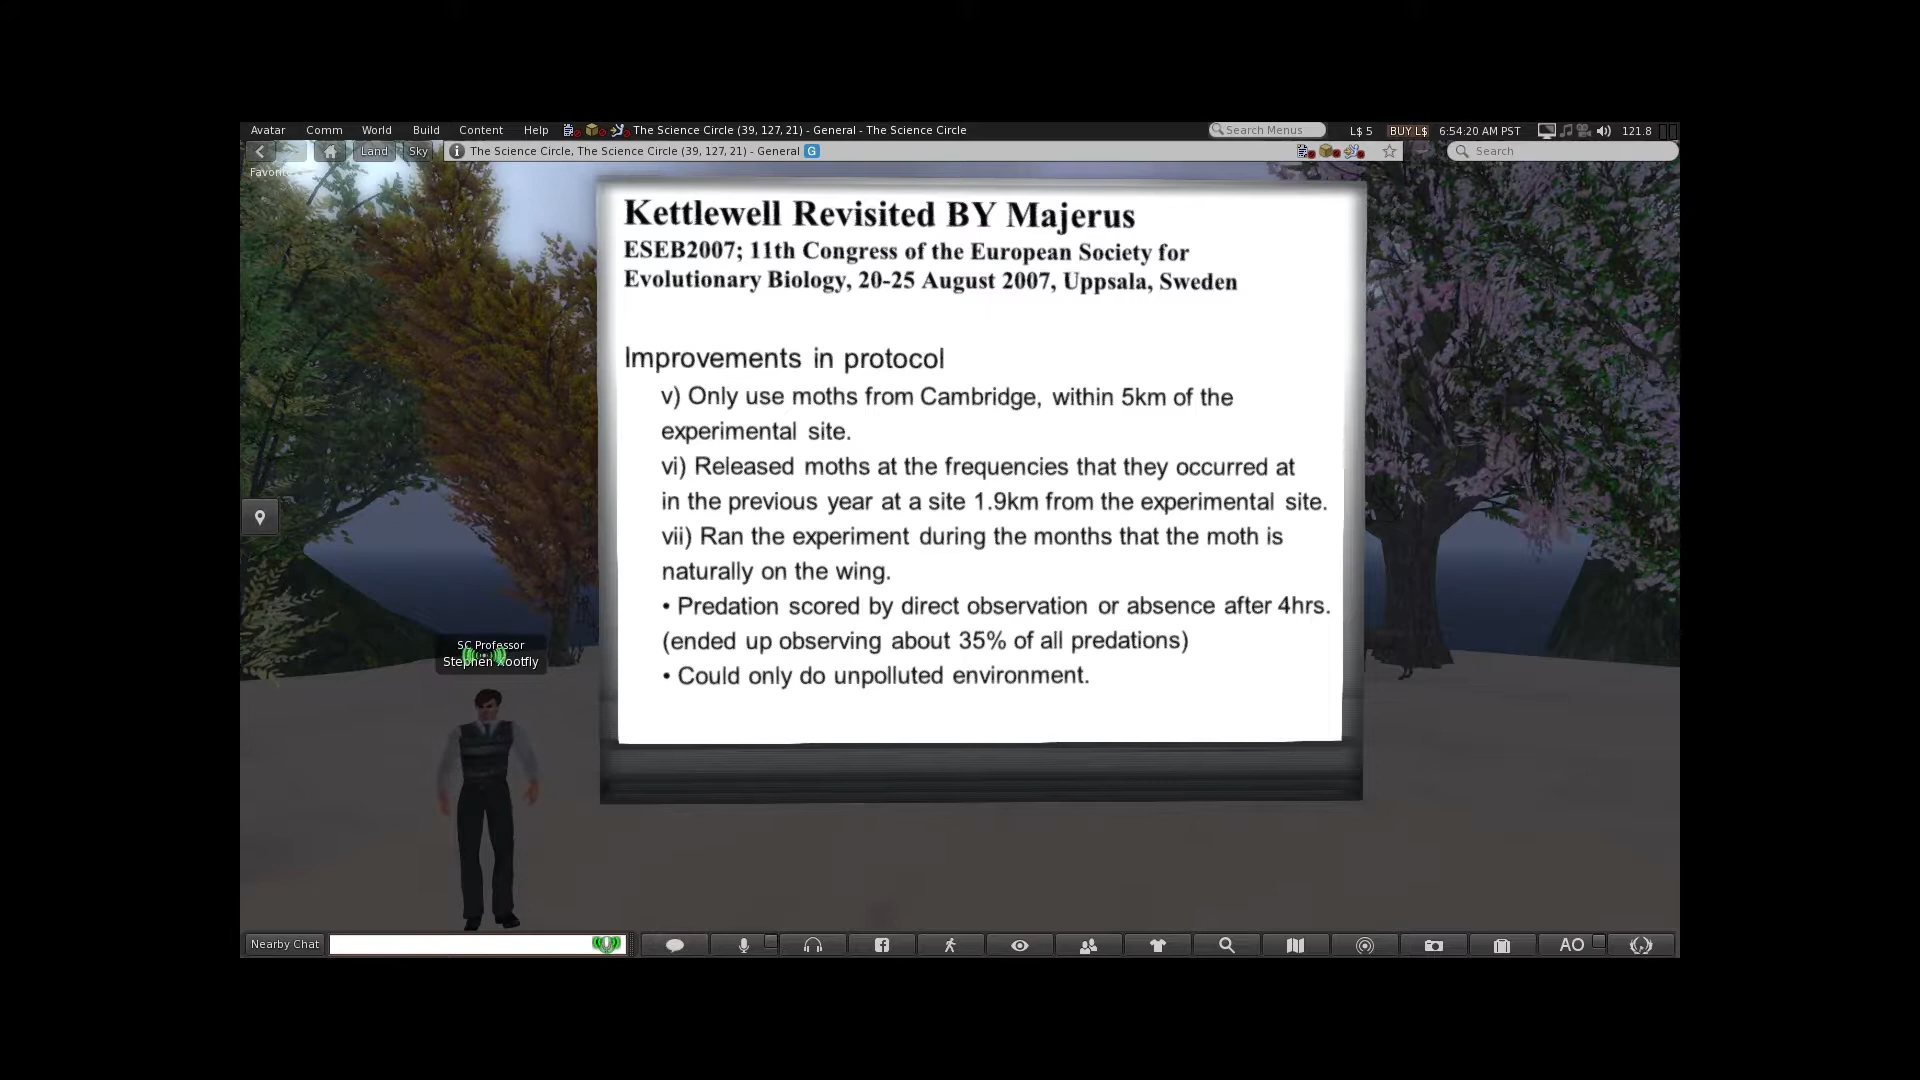 Avatar Comm World Build Content Help The Science Circle (39, 127, 21) - General - The Science Circle Search Menus L$ 5 BUY L$ 6:54:20 AM PST 121.8
Land Sky The Science Circle, The Science Circle (39, 127, 21) - General G Search
Kettlewell Revisited BY Majerus
ESEB2007; 11th Congress of the European Society for
Evolutionary Biology, 20-25 August 2007, Uppsala, Sweden
Improvements in protocol
v) Only use moths from Cambridge, within 5km of the
experimental site.
vi) Released moths at the frequencies that they occurred at
in the previous year at a site 1.9km from the experimental site.
vii) Ran the experiment during the months that the moth is
naturally on the wing.
• Predation scored by direct observation or absence after 4hrs.
(ended up observing about 35% of all predations)
• Could only do unpolluted environment.
SC Professor
Stephen Xootfly
Nearby Chat AO